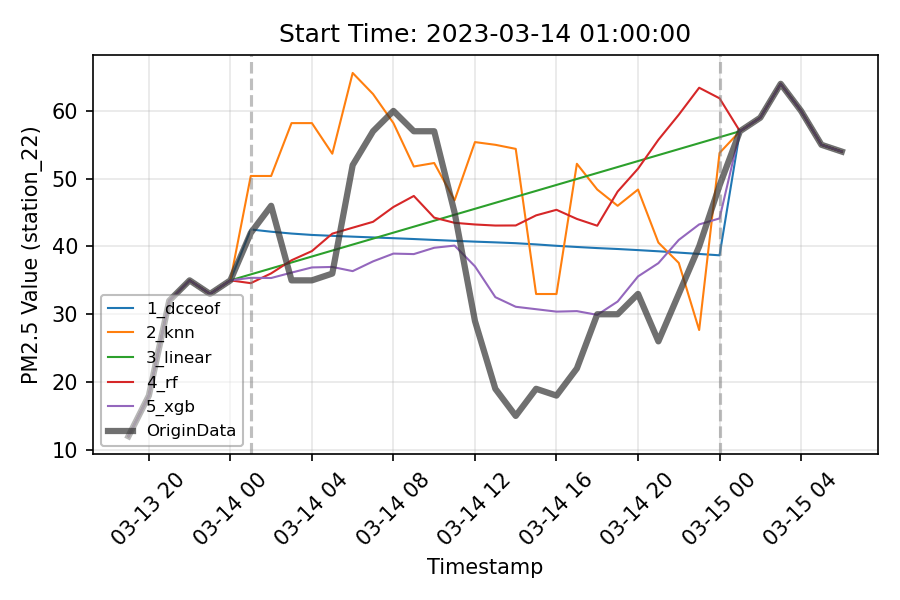 Start Time: 2023-03-14 01:00:00
PM2.5 Value (station_22)
60
50
40
30
20
10
1_dcceof
2_knn
3_linear
4_rf
5_xgb
OriginData
03-13 20
03-14 00
03-14 04
03-14 08
03-14 12
03-14 16
03-14 20
03-15 00
03-15 04
Timestamp